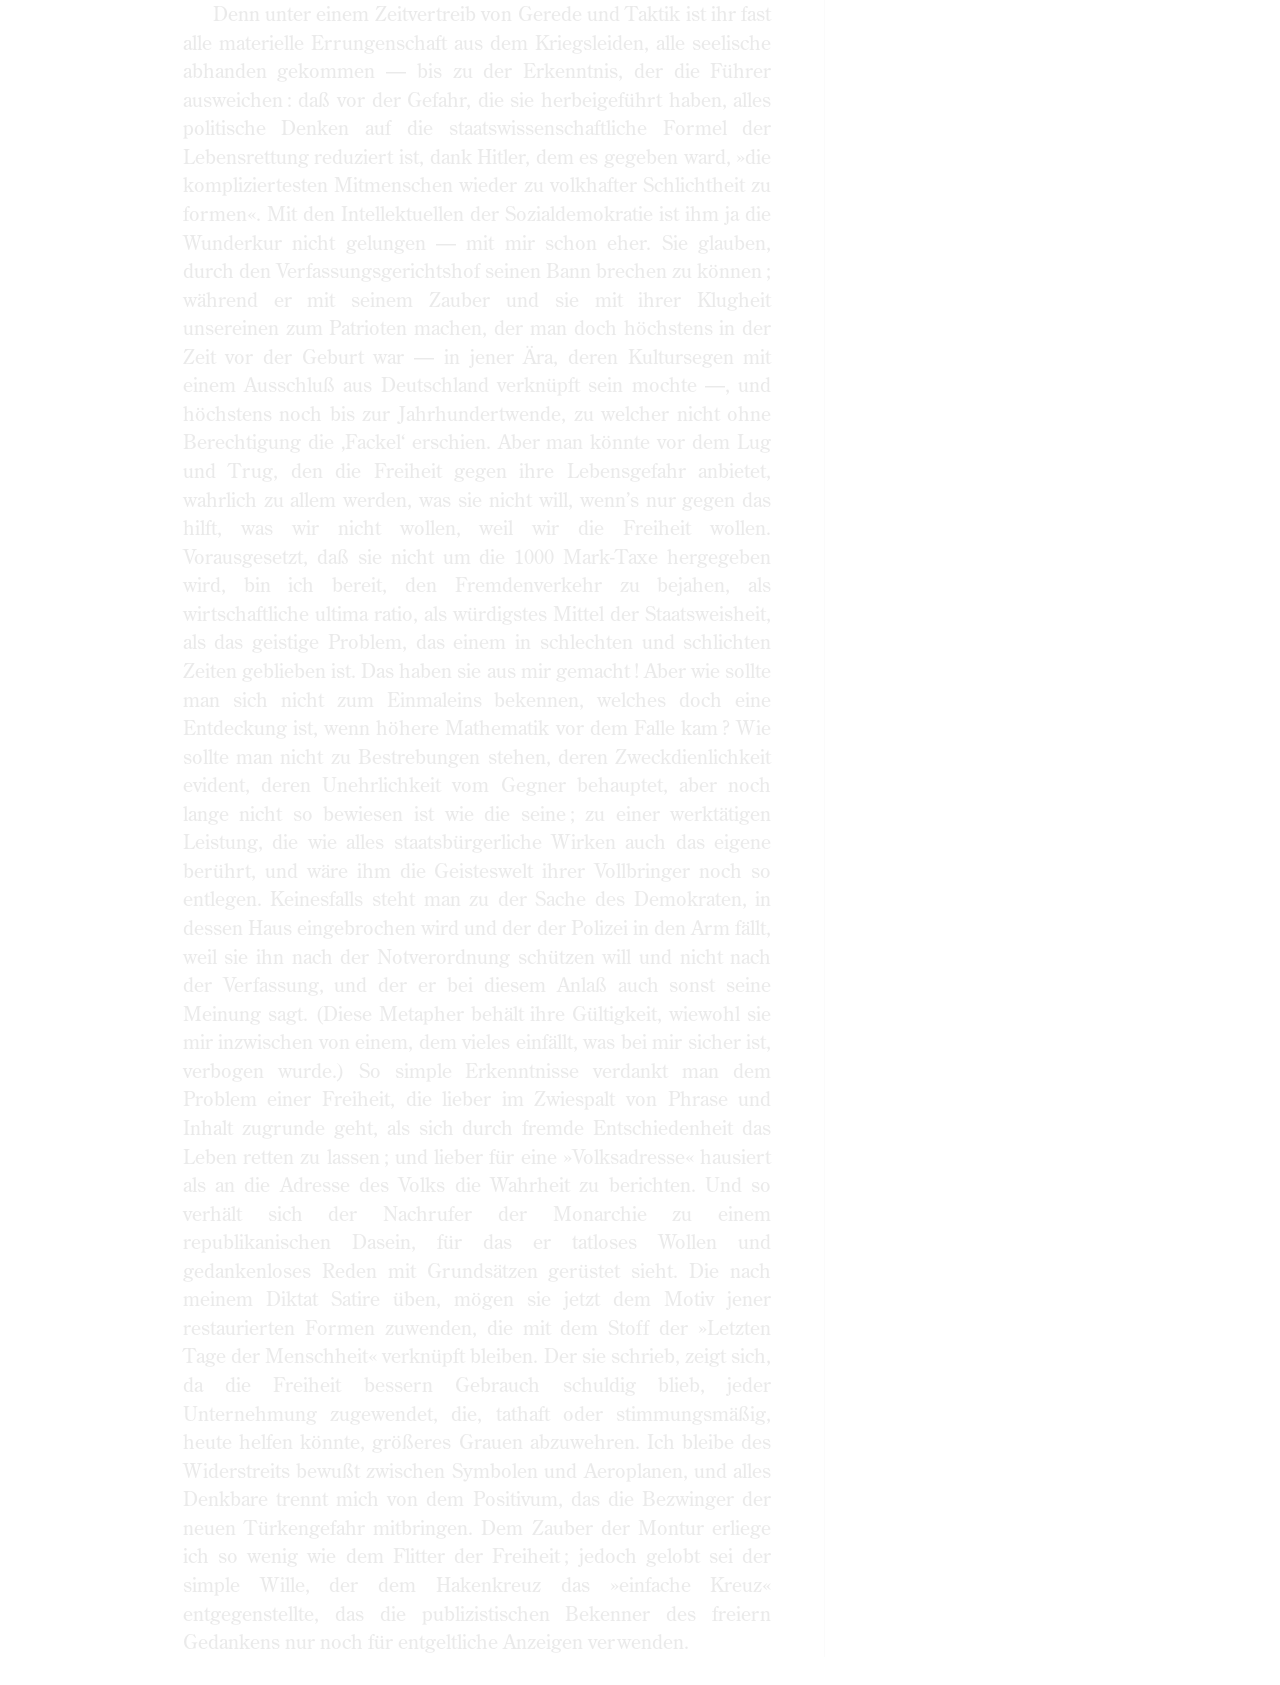 Denn unter einem Zeitvertreib von Gerede und Taktik ist ihr fast
alle materielle Errungenschaft aus dem Kriegsleiden, alle seelische
abhanden gekommen — bis zu der Erkenntnis, der die Führer
ausweichen : daß vor der Gefahr, die sie herbeigeführt haben, alles
politische Denken auf die staatswissenschaftliche Formel der
Lebensrettung reduziert ist, dank Hitler, dem es gegeben ward, »die
kompliziertesten Mitmenschen wieder zu volkhafter Schlichtheit zu
formen«. Mit den Intellektuellen der Sozialdemokratie ist ihm ja die
Wunderkur nicht gelungen — mit mir schon eher. Sie glauben,
durch den Verfassungsgerichtshof seinen Bann brechen zu können ;
während er mit seinem Zauber und sie mit ihrer Klugheit
unsereinen zum Patrioten machen, der man doch höchstens in der
Zeit vor der Geburt war — in jener Ära, deren Kultursegen mit
einem Ausschluß aus Deutschland verknüpft sein mochte —, und
höchstens noch bis zur Jahrhundertwende, zu welcher nicht ohne
Berechtigung die ‚Fackel‘ erschien. Aber man könnte vor dem Lug
und Trug, den die Freiheit gegen ihre Lebensgefahr anbietet,
wahrlich zu allem werden, was sie nicht will, wenn’s nur gegen das
hilft, was wir nicht wollen, weil wir die Freiheit wollen.
Vorausgesetzt, daß sie nicht um die 1000 Mark-Taxe hergegeben
wird, bin ich bereit, den Fremdenverkehr zu bejahen, als
wirtschaftliche ultima ratio, als würdigstes Mittel der Staatsweisheit,
als das geistige Problem, das einem in schlechten und schlichten
Zeiten geblieben ist. Das haben sie aus mir gemacht ! Aber wie sollte
man sich nicht zum Einmaleins bekennen, welches doch eine
Entdeckung ist, wenn höhere Mathematik vor dem Falle kam ? Wie
sollte man nicht zu Bestrebungen stehen, deren Zweckdienlichkeit
evident, deren Unehrlichkeit vom Gegner behauptet, aber noch
lange nicht so bewiesen ist wie die seine ; zu einer werktätigen
Leistung, die wie alles staatsbürgerliche Wirken auch das eigene
berührt, und wäre ihm die Geisteswelt ihrer Vollbringer noch so
entlegen. Keinesfalls steht man zu der Sache des Demokraten, in
dessen Haus eingebrochen wird und der der Polizei in den Arm fällt,
weil sie ihn nach der Notverordnung schützen will und nicht nach
der Verfassung, und der er bei diesem Anlaß auch sonst seine
Meinung sagt. (Diese Metapher behält ihre Gültigkeit, wiewohl sie
mir inzwischen von einem, dem vieles einfällt, was bei mir sicher ist,
verbogen wurde.) So simple Erkenntnisse verdankt man dem
Problem einer Freiheit, die lieber im Zwiespalt von Phrase und
Inhalt zugrunde geht, als sich durch fremde Entschiedenheit das
Leben retten zu lassen ; und lieber für eine »Volksadresse« hausiert
als an die Adresse des Volks die Wahrheit zu berichten. Und so
verhält sich der Nachrufer der Monarchie zu einem
republikanischen Dasein, für das er tatloses Wollen und
gedankenloses Reden mit Grundsätzen gerüstet sieht. Die nach
meinem Diktat Satire üben, mögen sie jetzt dem Motiv jener
restaurierten Formen zuwenden, die mit dem Stoff der »Letzten
Tage der Menschheit« verknüpft bleiben. Der sie schrieb, zeigt sich,
da die Freiheit bessern Gebrauch schuldig blieb, jeder
Unternehmung zugewendet, die, tathaft oder stimmungsmäßig,
heute helfen könnte, größeres Grauen abzuwehren. Ich bleibe des
Widerstreits bewußt zwischen Symbolen und Aeroplanen, und alles
Denkbare trennt mich von dem Positivum, das die Bezwinger der
neuen Türkengefahr mitbringen. Dem Zauber der Montur erliege
ich so wenig wie dem Flitter der Freiheit ; jedoch gelobt sei der
simple Wille, der dem Hakenkreuz das »einfache Kreuz«
entgegenstellte, das die publizistischen Bekenner des freiern
Gedankens nur noch für entgeltliche Anzeigen verwenden.